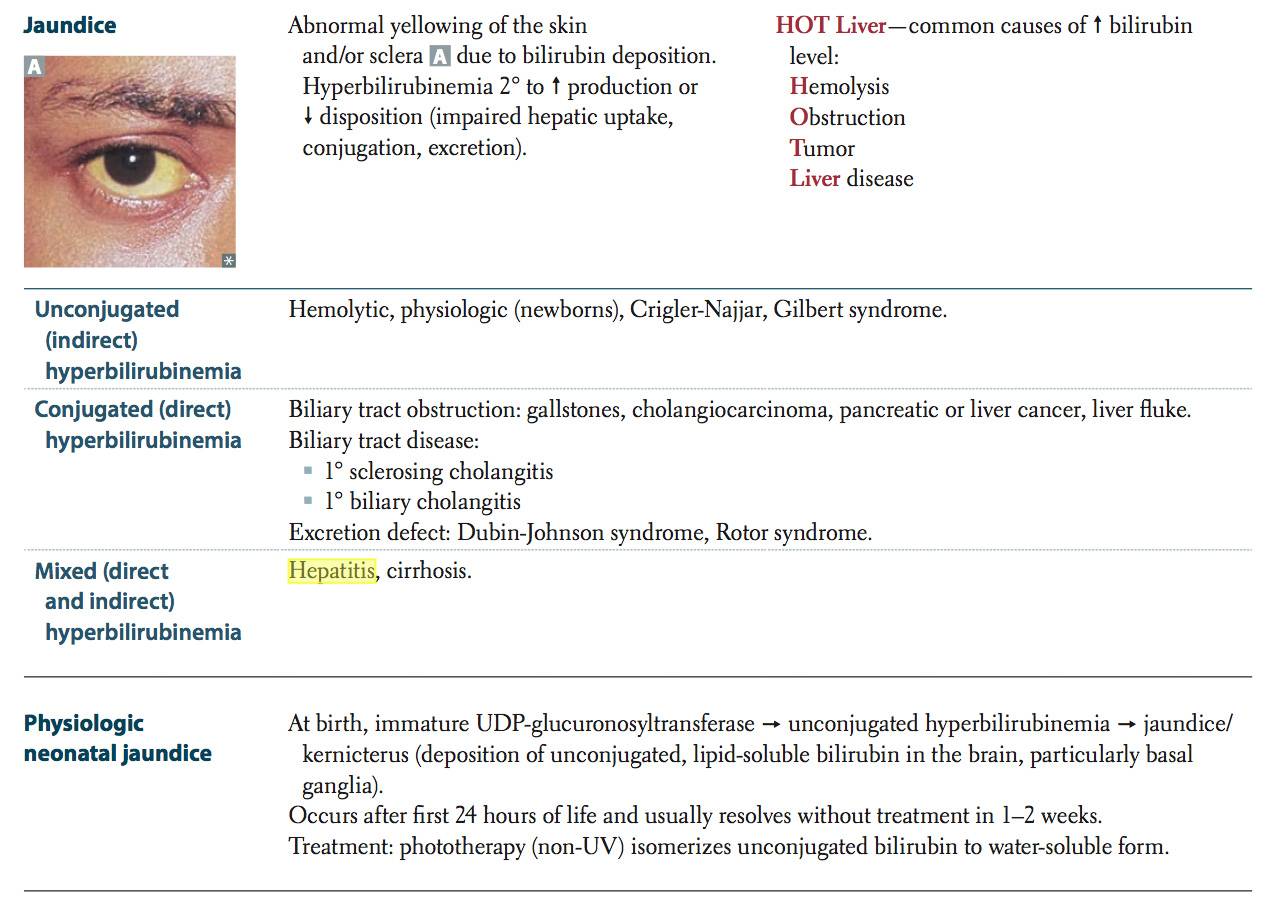 Jaundice
A
*
Abnormal yellowing of the skin
and/or sclera A due to bilirubin deposition.
Hyperbilirubinemia 2° to ↑ production or
↓ disposition (impaired hepatic uptake,
conjugation, excretion).
HOT Liver—common causes of ↑ bilirubin
level:
Hemolysis
Obstruction
Tumor
Liver disease
Unconjugated
(indirect)
hyperbilirubinemia
Hemolytic, physiologic (newborns), Crigler-Najjar, Gilbert syndrome.
Conjugated (direct)
hyperbilirubinemia
Biliary tract obstruction: gallstones, cholangiocarcinoma, pancreatic or liver cancer, liver fluke.
Biliary tract disease:
▪ 1° sclerosing cholangitis
▪ 1° biliary cholangitis
Excretion defect: Dubin-Johnson syndrome, Rotor syndrome.
Mixed (direct
and indirect)
hyperbilirubinemia
Hepatitis, cirrhosis.
Physiologic
neonatal jaundice
At birth, immature UDP-glucuronosyltransferase → unconjugated hyperbilirubinemia → jaundice/
kernicterus (deposition of unconjugated, lipid-soluble bilirubin in the brain, particularly basal
ganglia).
Occurs after first 24 hours of life and usually resolves without treatment in 1–2 weeks.
Treatment: phototherapy (non-UV) isomerizes unconjugated bilirubin to water-soluble form.